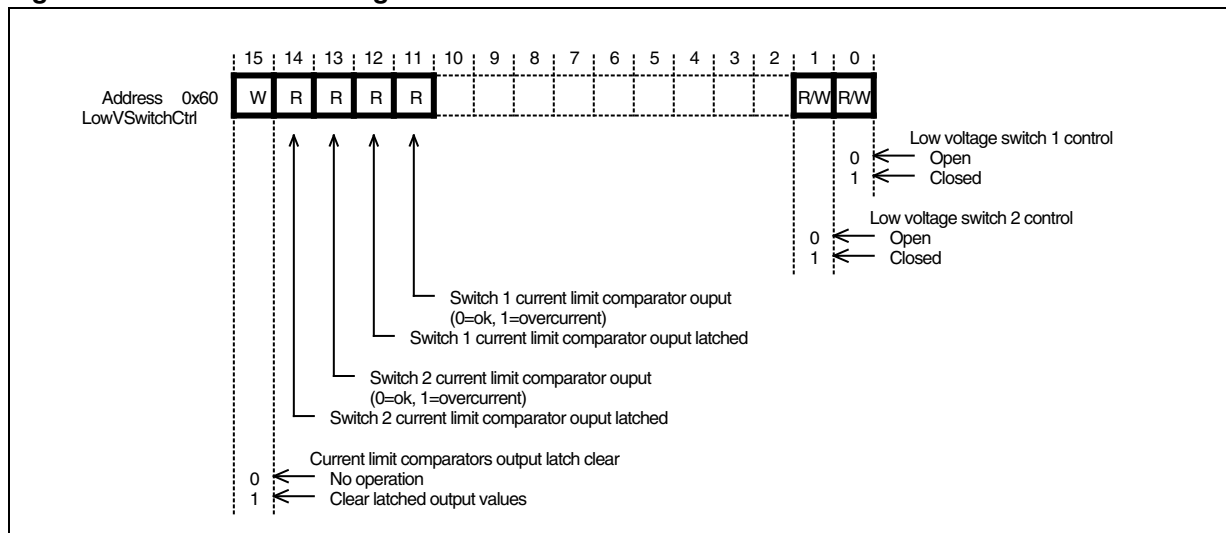 15 14 13 12 11 10 9 8 7 6 5 4 3 2 1 0
Address 0x60 W R R R R R/W R/W
LowVSwitchCtrl
Low voltage switch 1 control
0 Open
1 Closed
Low voltage switch 2 control
0 Open
1 Closed
Switch 1 current limit comparator ouput
(0=ok, 1=overcurrent)
Switch 1 current limit comparator ouput latched
Switch 2 current limit comparator ouput
(0=ok, 1=overcurrent)
Switch 2 current limit comparator ouput latched
Current limit comparators output latch clear
0 No operation
1 Clear latched output values